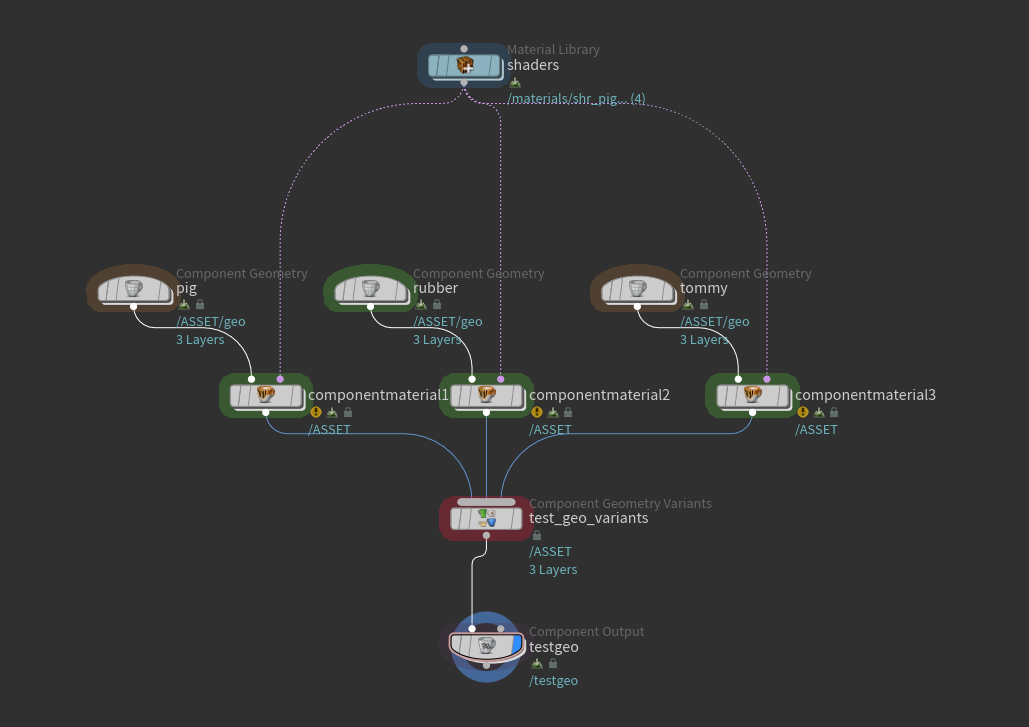 Material Library
shaders
/materials/shr_pig... (4)
Component Geometry
pig
/ASSET/geo
3 Layers
Component Geometry
rubber
/ASSET/geo
3 Layers
Component Geometry
tommy
/ASSET/geo
3 Layers
componentmaterial1
/ASSET
componentmaterial2
/ASSET
componentmaterial3
/ASSET
Component Geometry Variants
test_geo_variants
/ASSET
3 Layers
Component Output
testgeo
/testgeo